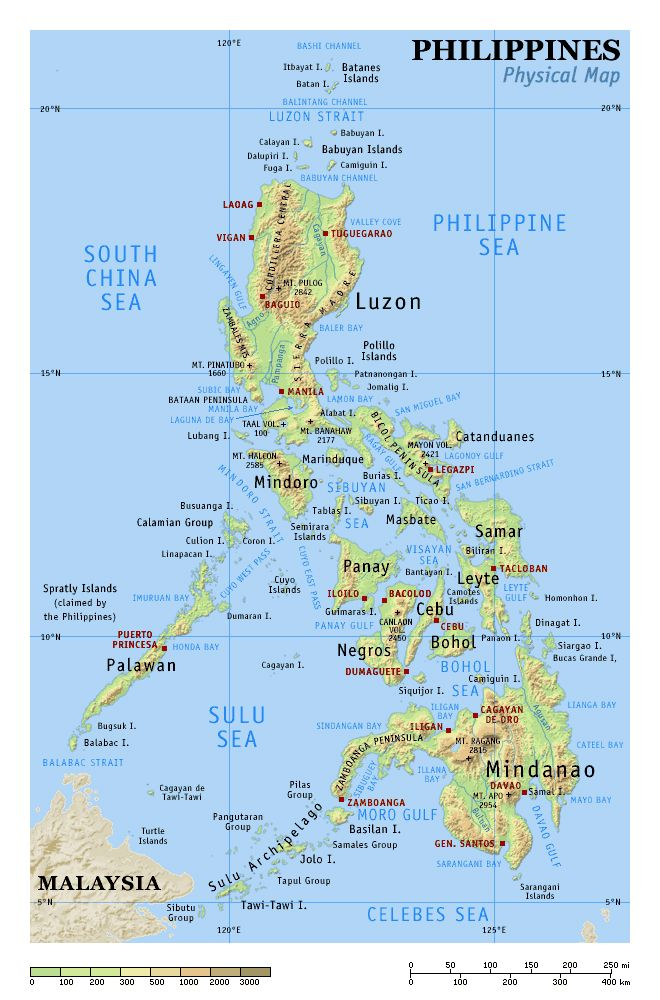 120°E
BASHI CHANNEL
PHILIPPINES
Physical Map
Itbayat I.
Batanes
Islands
Batan I.
BALINTANG CHANNEL
20°N
20°N
LUZON STRAIT
Babuyan I.
Calayan I.
Babuyan Islands
Dalupiri I.
Fuga I.
Camiguin I.
BABUYAN CHANNEL
LAOAG
VIGAN
CORDILLERA CENTRAL
Cagayan
VALLEY COVE
TUGUEGARAO
PHILIPPINE
SEA
SOUTH
CHINA
SEA
LINGAYEN GULF
MT. PULOG
2842
BAGUIO
Luzon
SIERRA MADRE
ZAMBALES MTS.
Agno
BALER BAY
Pampanga
Polillo
Islands
Polillo I.
MT. PINATUBO
1660
15°N
15°N
Patnanongan I.
Jomalig I.
SUBIC BAY
MANILA
BATAAN PENINSULA
LAMON BAY
MANILA BAY
SAN MIGUEL BAY
LAGUNA DE BAY
Alabat I.
TAAL VOL.
100
Mt. BANAHAW
2177
BICOL PENINSULA
Lubang I.
Catanduanes
MAYON VOL.
2421
RAGAY GULF
LAGONOY GULF
LEGAZPI
MT. HALCON
2585
Marinduque
Mindoro
Burias I.
SAN BERNARDINO STRAIT
MINDORO STRAIT
SIBUYAN
SEA
Sibuyan I.
Ticao I.
Busuanga I.
Tablas I.
Masbate
Calamian Group
Semirara
Islands
Samar
Culion I.
Coron I.
Linapacan I.
CUYO WEST PASS
CUYO EAST PASS
VISAYAN
SEA
Biliran I.
Panay
Bantayan I.
TACLOBAN
Leyte
Spratly Islands
(claimed by
the Philippines)
IMURUAN BAY
Cuyo
Islands
ILOILO
BACOLOD
Camotes
Islands
LEYTE
GULF
Homonhon I.
Dumaran I.
Guimaras I.
Cebu
CANLAON
VOL.
2450
CEBU
PANAY GULF
Dinagat I.
10°N
10°N
PUERTO
PRINCESA
HONDA BAY
Bohol
Panaon I.
Siargao I.
Bucas Grande I,
Negros
Palawan
Cagayan I.
DUMAGUETE
BOHOL
SEA
Camiguin I.
Siquijor I.
SULU
SEA
ILIGAN
BAY
CAGAYAN
DE ORO
Agusan
LIANGA BAY
Bugsuk I.
Balabac I.
SINDANGAN BAY
ILIGAN
ZAMBOANGA PENINSULA
MT. RAGANG
2815
CATEEL BAY
BALABAC STRAIT
SIBUGUEY
BAY
ILLANA
BAY
Mindanao
Cagayan de
Tawi-Tawi
Pilas
Group
DAVAO
MT. APO
2954
Samal I.
MAYO BAY
ZAMBOANGA
MORO GULF
Buluan
DAVAO GULF
Pangutaran
Group
Basilan I.
Turtle
Islands
Samales Group
GEN. SANTOS
Sulu Archipelago
Jolo I.
SARANGANI BAY
MALAYSIA
Tapul Group
Sarangani
Islands
5°N
5°N
Sibutu
Group
Tawi-Tawi I.
CELEBES SEA
120°E
125°E
0 50 100 150 200 250 mi
0 100 200 300 400 km
0 100 200 300 500 1000 2000 3000